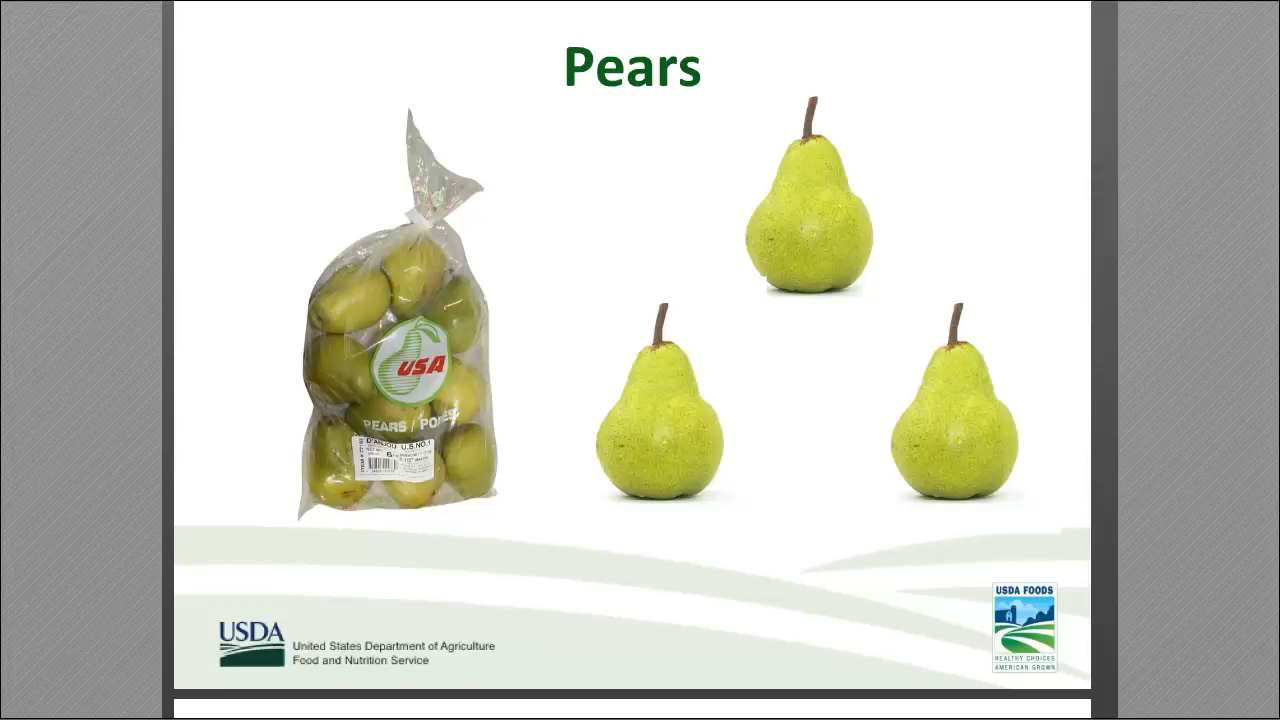 Pears
USA
PEARS /
D'ANJOU U.S.NO.1
USDA
United States Department of Agriculture
Food and Nutrition Service
USDA FOODS
HEALTHY CHOICES
AMERICAN GROWN